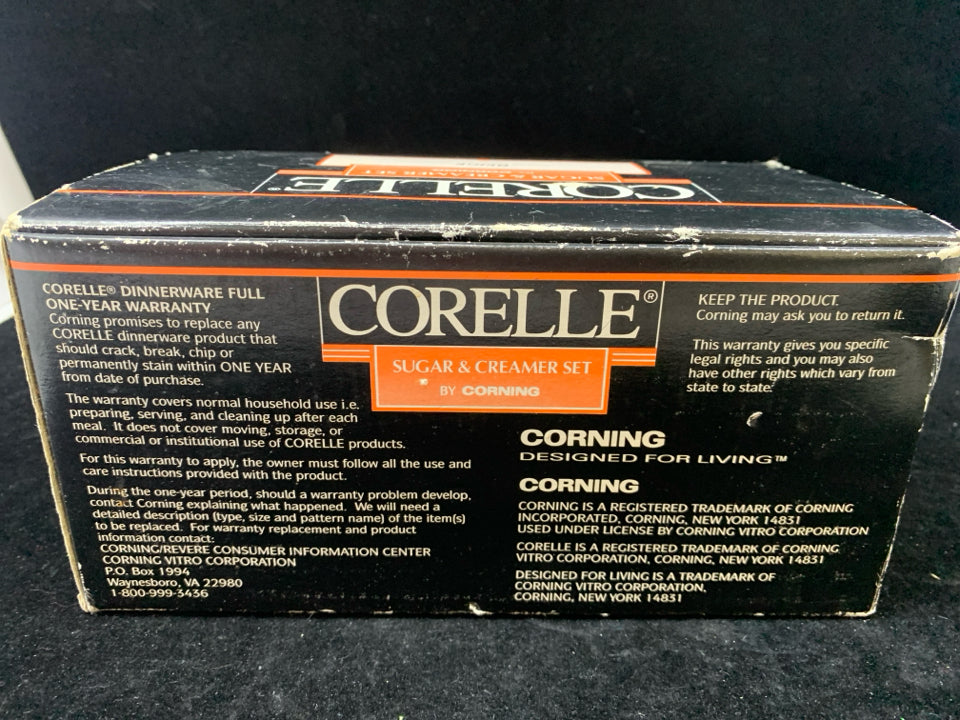 BEIGE
SUGAR & CREAMER SET
CORELLE®
CORELLE® DINNERWARE FULL
ONE-YEAR WARRANTY
Corning promises to replace any
CORELLE dinnerware product that
should crack, break, chip or
permanently stain within ONE YEAR
from date of purchase.
The warranty covers normal household use i.e.
preparing, serving, and cleaning up after each
meal. It does not cover moving, storage, or
commercial or institutional use of CORELLE products.
For this warranty to apply, the owner must follow all the use and
care instructions provided with the product.
During the one-year period, should a warranty problem develop,
contact Corning explaining what happened. We will need a
detailed description (type, size and pattern name) of the item(s)
to be replaced. For warranty replacement and product
information contact:
CORNING/REVERE CONSUMER INFORMATION CENTER
CORNING VITRO CORPORATION
P.O. Box 1994
Waynesboro, VA 22980
1-800-999-3436
CORELLE®
SUGAR & CREAMER SET
BY CORNING
KEEP THE PRODUCT.
Corning may ask you to return it.
This warranty gives you specific
legal rights and you may also
have other rights which vary from
state to state.
CORNING
DESIGNED FOR LIVING™
CORNING
CORNING IS A REGISTERED TRADEMARK OF CORNING
INCORPORATED, CORNING, NEW YORK 14831
USED UNDER LICENSE BY CORNING VITRO CORPORATION
CORELLE IS A REGISTERED TRADEMARK OF CORNING
VITRO CORPORATION, CORNING, NEW YORK 14831
DESIGNED FOR LIVING IS A TRADEMARK OF
CORNING VITRO CORPORATION,
CORNING, NEW YORK 14831